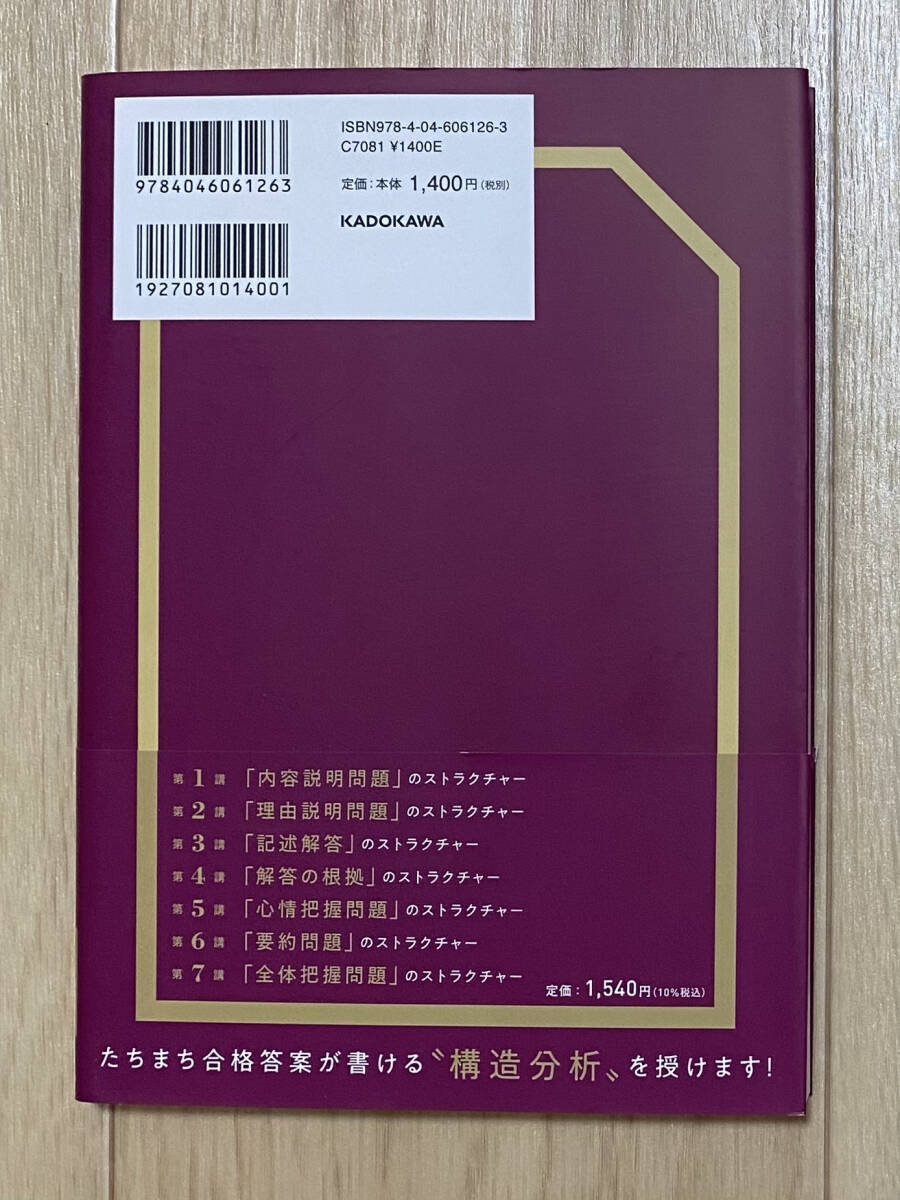 ISBN978-4-04-606126-3
C7081 ¥1400E
定価：本体 1,400円（税別）
KADOKAWA
9784046061263
1927081014001
第1講 「内容説明問題」のストラクチャー
第2講 「理由説明問題」のストラクチャー
第3講 「記述解答」のストラクチャー
第4講 「解答の根拠」のストラクチャー
第5講 「心情把握問題」のストラクチャー
第6講 「要約問題」のストラクチャー
第7講 「全体把握問題」のストラクチャー
定価：1,540円（10％税込）
たちまち合格答案が書ける〝構造分析〟を授けます！